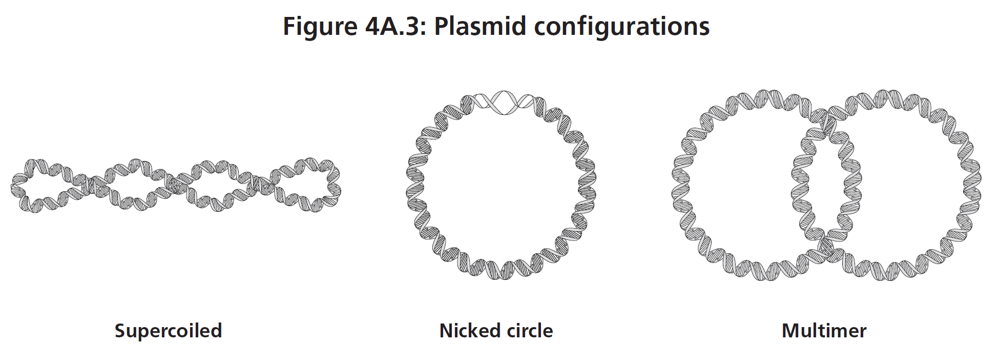 Figure 4A.3: Plasmid configurations
Supercoiled
Nicked circle
Multimer